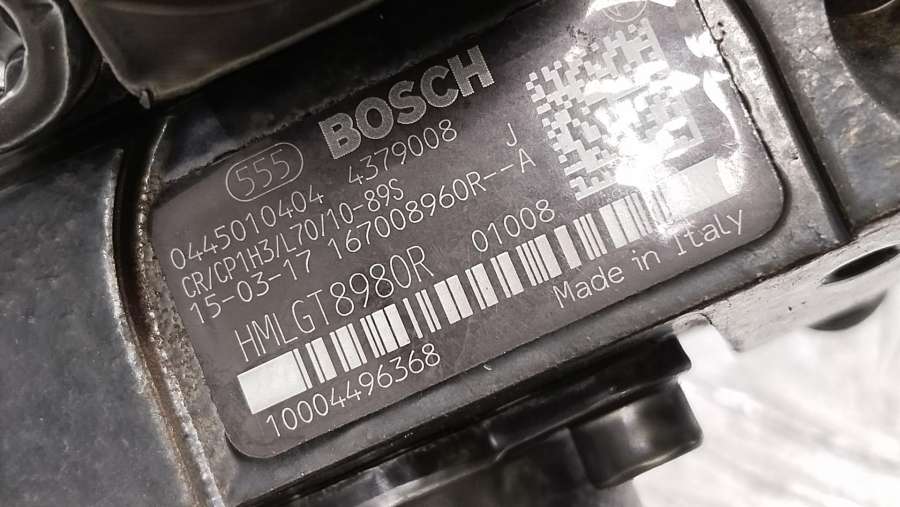 BOSCH
555
0445010404 4379008 J
CR/CP1H3/L70/10-89S
15-03-17 167008960R--A
HMLGT8980R 01008
10004496368
Made in Italy